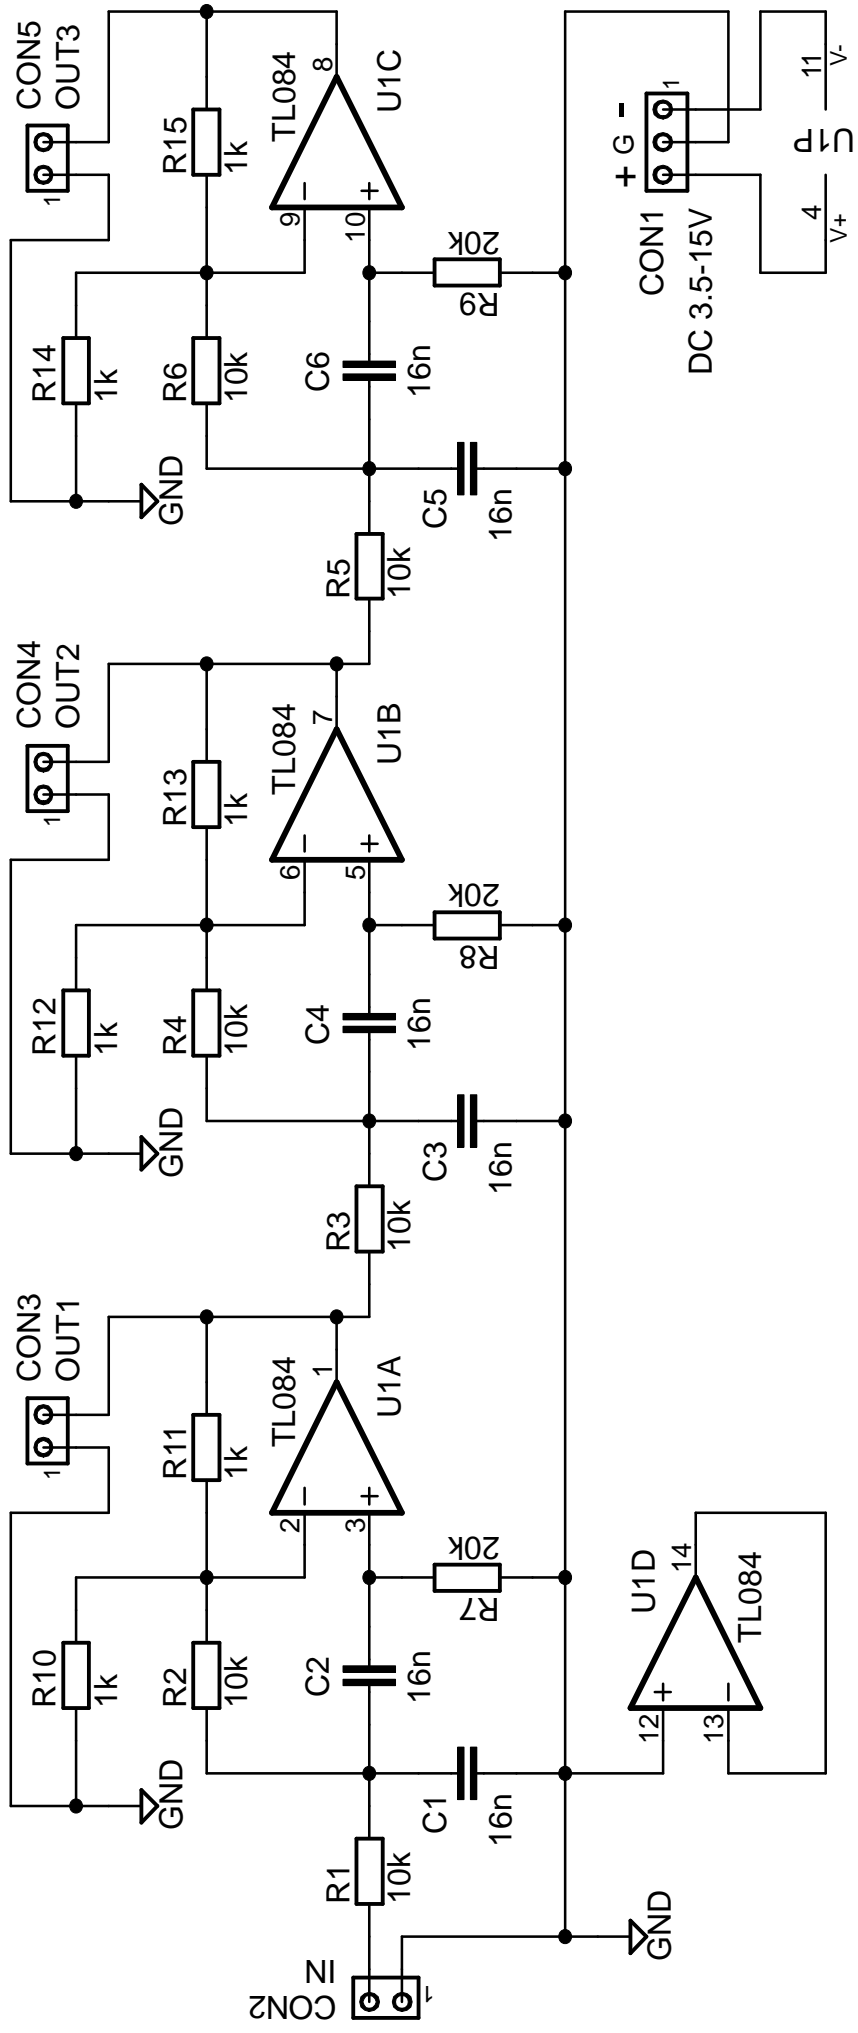 CON2
IN
1
R1
10k
GND
C1
16n
GND
R10
1k
R2
10k
C2
16n
R7
20k
R11
1k
CON3
OUT1
1
2
3
1
TL084
U1A
12
13
14
U1D
TL084
R3
10k
C3
16n
GND
R12
1k
R4
10k
C4
16n
R8
20k
R13
1k
CON4
OUT2
1
6
5
7
TL084
U1B
R5
10k
C5
16n
GND
R14
1k
R6
10k
C6
16n
R9
20k
R15
1k
CON5
OUT3
1
9
10
8
TL084
U1C
CON1
DC 3.5-15V
+ G -
1
4
V+
U1P
11
V-